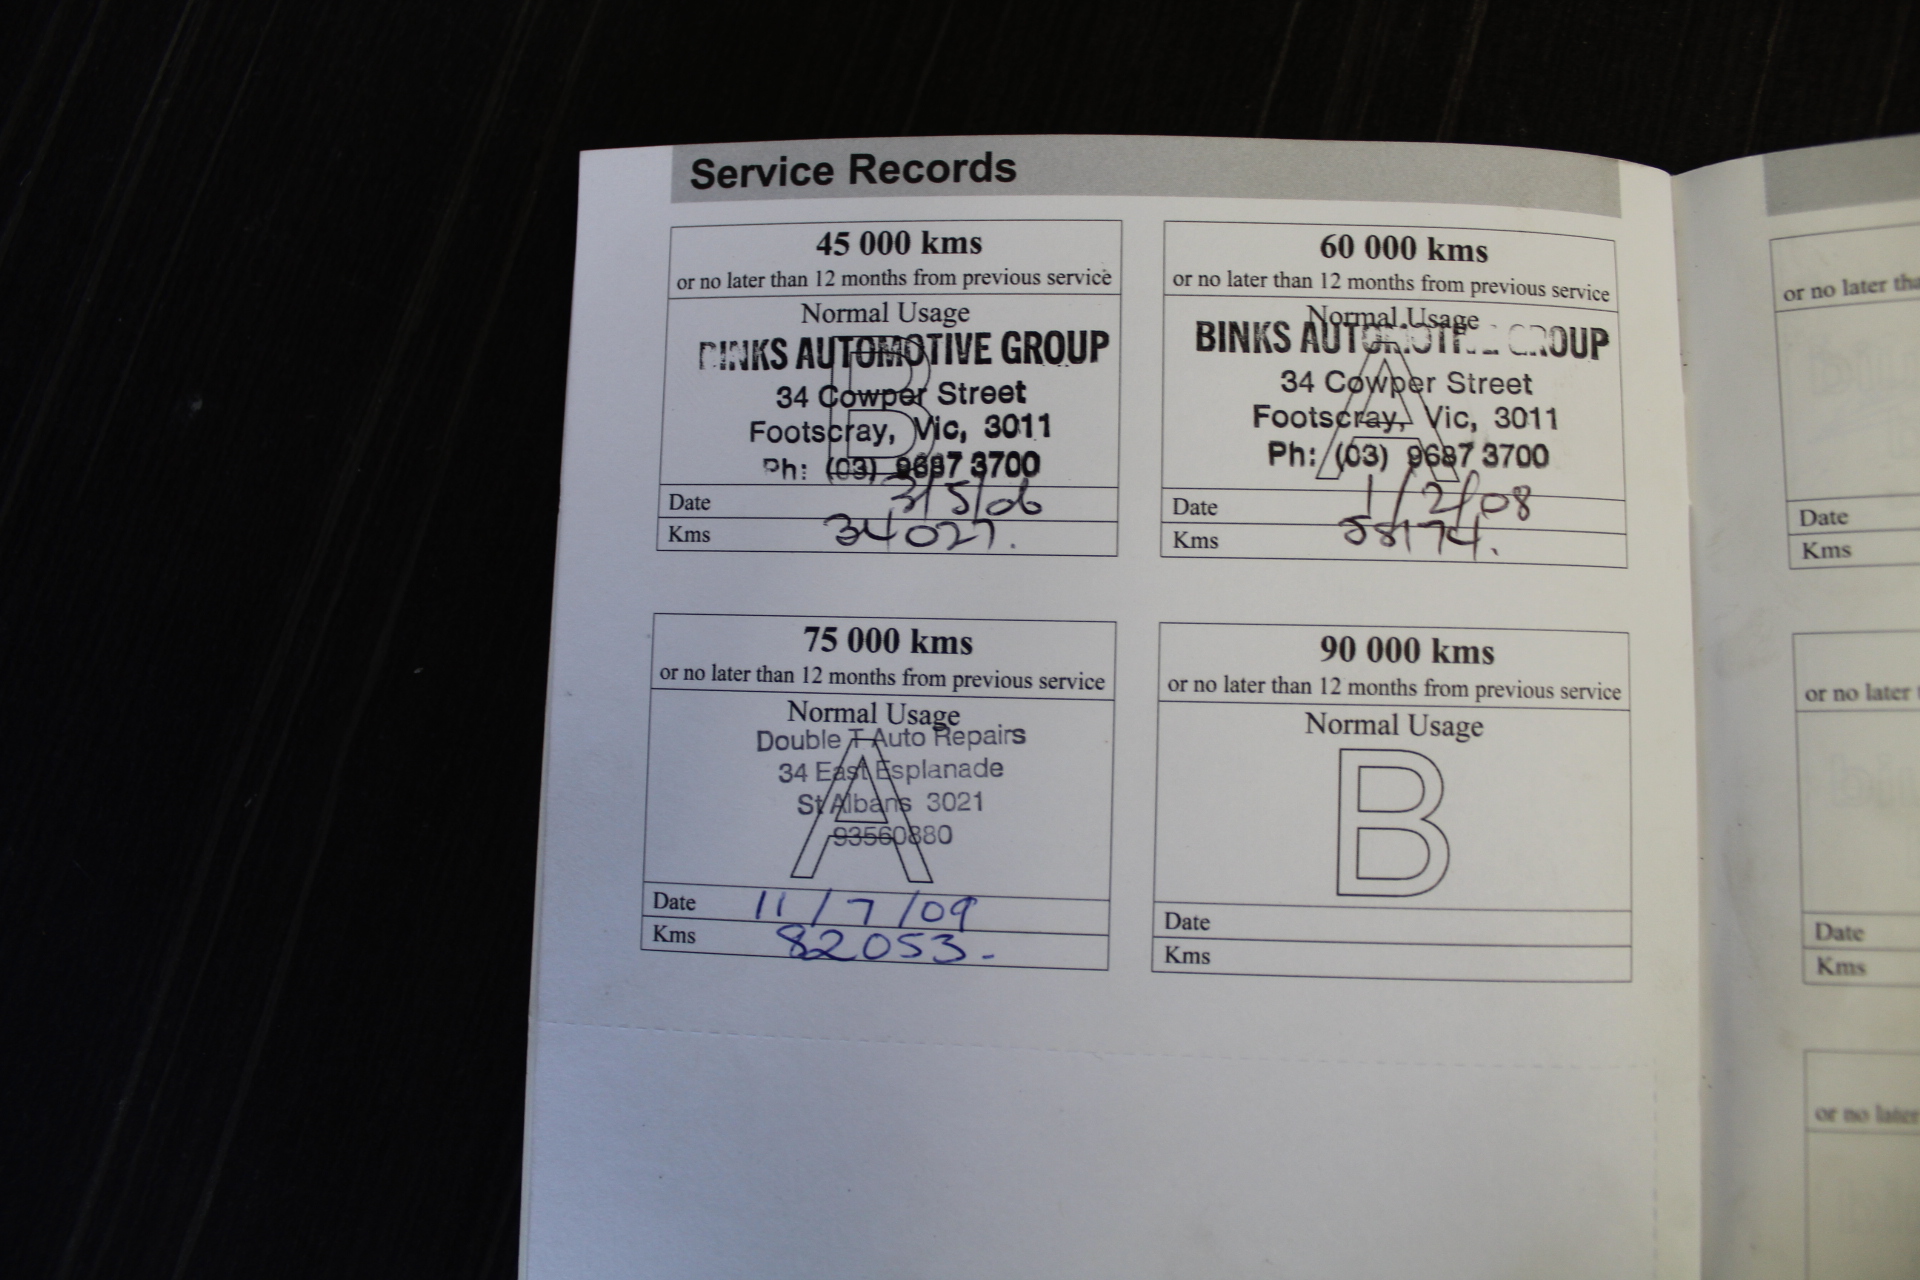 Service Records
45 000 kms
or no later than 12 months from previous service
Normal Usage
B
BINKS AUTOMOTIVE GROUP
34 Cowper Street
Footscray, Vic, 3011
Ph: (03) 9687 3700
Date 3/5/06
Kms 34027.
60 000 kms
or no later than 12 months from previous service
Normal Usage
A
BINKS AUTOMOTIVE GROUP
34 Cowper Street
Footscray, Vic, 3011
Ph: (03) 9687 3700
Date 1/2/08
Kms
75 000 kms
or no later than 12 months from previous service
Normal Usage
A
Double T Auto Repairs
34 East Esplanade
St Albans 3021
93560880
Date 11/7/09
Kms 82053-
90 000 kms
or no later than 12 months from previous service
Normal Usage
B
Date
Kms
or no later
Date
Kms
or no later
Date
Kms
or no later